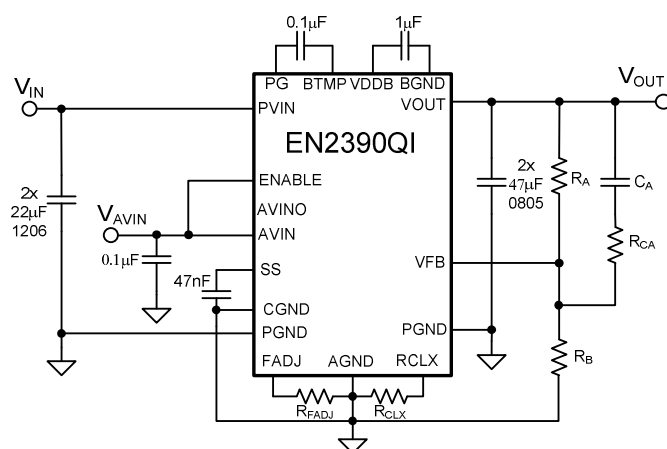 0.1µF
1µF
PG BTMP VDDB BGND
VIN
VOUT
PVIN
VOUT
EN2390QI
2x
22µF
1206
ENABLE
2x
47µF
0805
RA
CA
AVINO
VAVIN
AVIN
RCA
0.1µF
47nF
SS
VFB
CGND
PGND
PGND
RB
FADJ AGND RCLX
RFADJ
RCLX